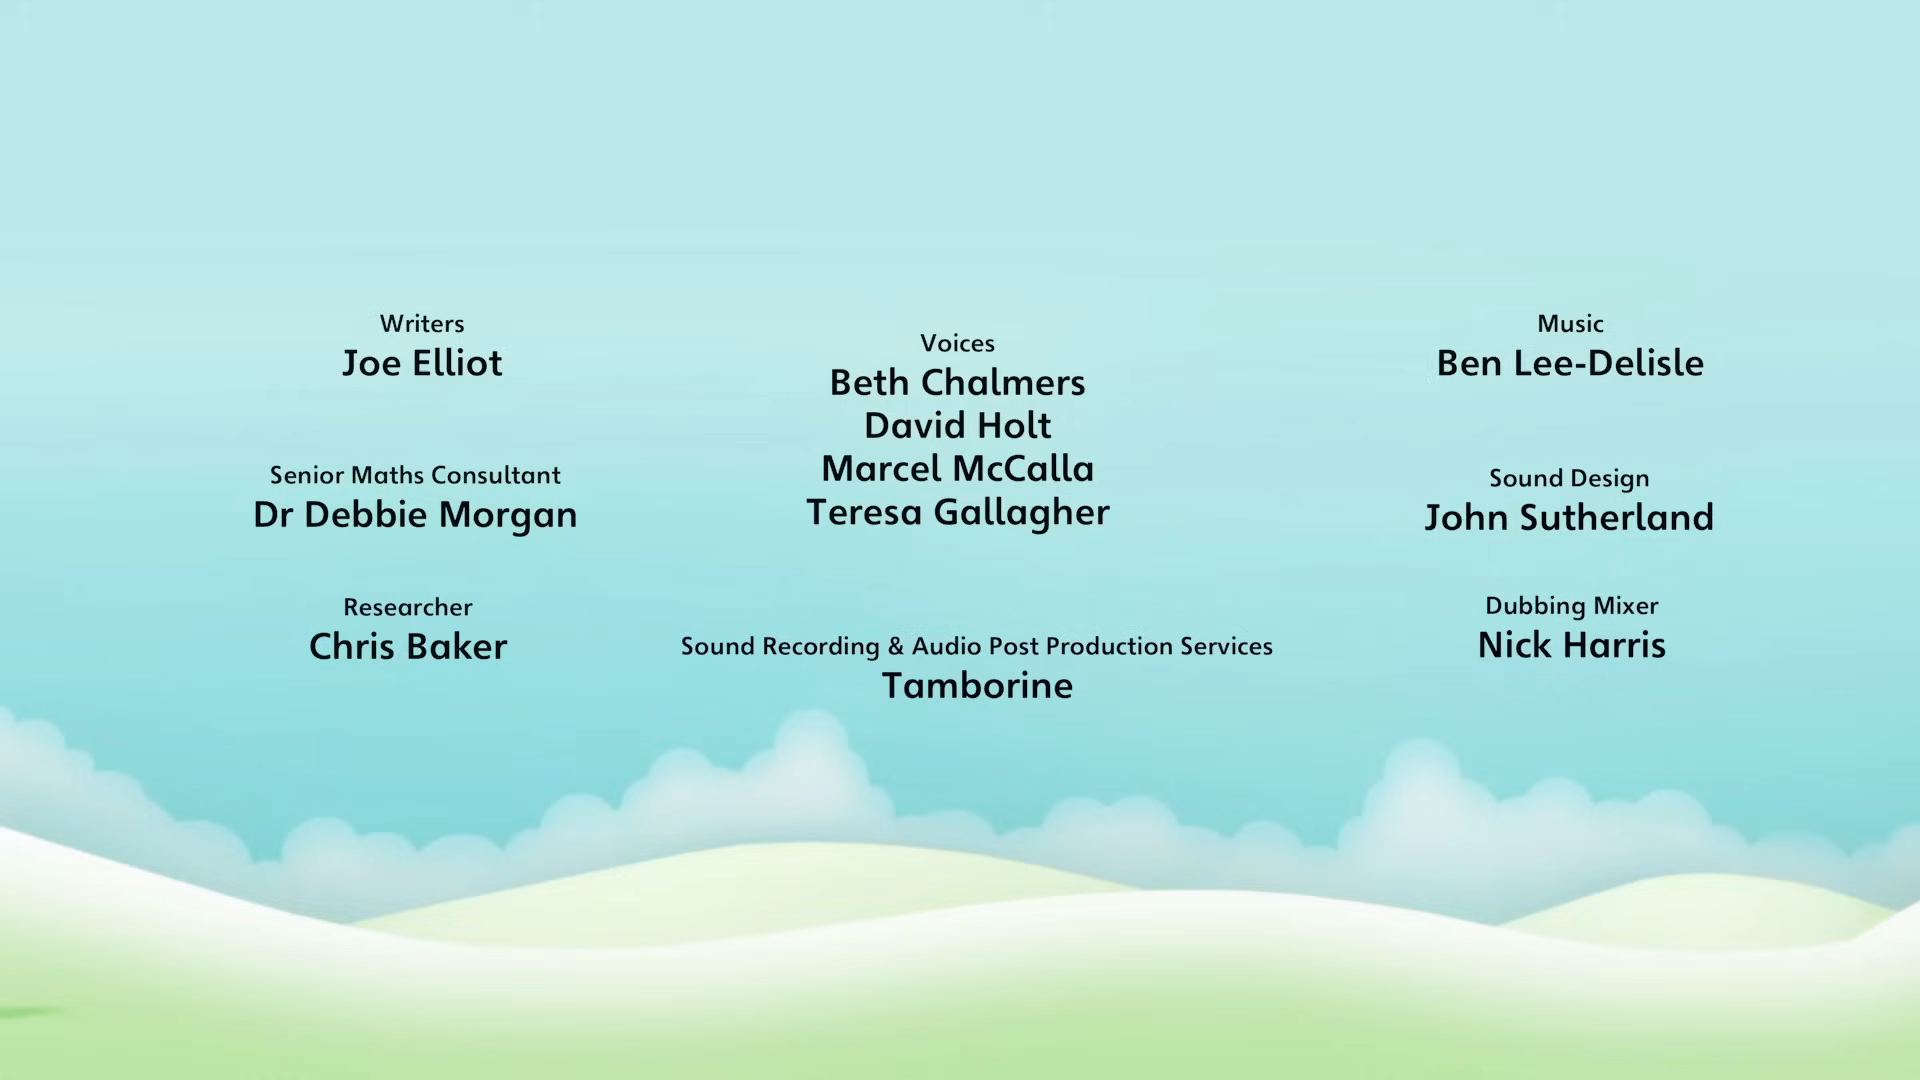 Writers
Joe Elliot
Senior Maths Consultant
Dr Debbie Morgan
Researcher
Chris Baker
Voices
Beth Chalmers
David Holt
Marcel McCalla
Teresa Gallagher
Sound Recording & Audio Post Production Services
Tamborine
Music
Ben Lee-Delisle
Sound Design
John Sutherland
Dubbing Mixer
Nick Harris